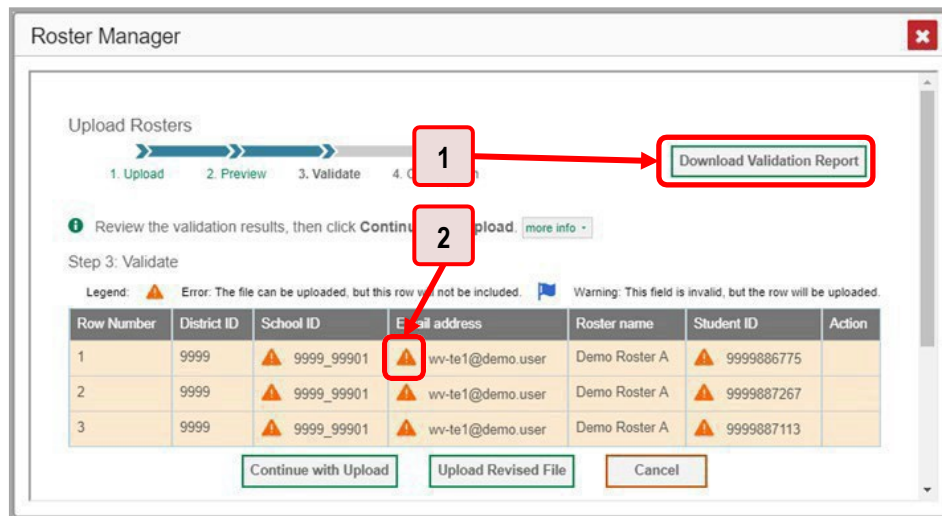 Roster Manager
Upload Rosters
1
Download Validation Report
1. Upload 2. Preview 3. Validate 4.
Review the validation results, then click more info
2
Step 3: Validate
Legend: Error: The file can be uploaded, but this row will not be included. Warning: This field is invalid, but the row will be uploaded.
Row Number District ID School ID Email address Roster name Student ID Action
1 9999 9999_99901 wv-te1@demo.user Demo Roster A 9999886775
2 9999 9999_99901 wv-te1@demo.user Demo Roster A 9999887267
3 9999 9999_99901 wv-te1@demo.user Demo Roster A 9999887113
Continue with Upload Upload Revised File Cancel